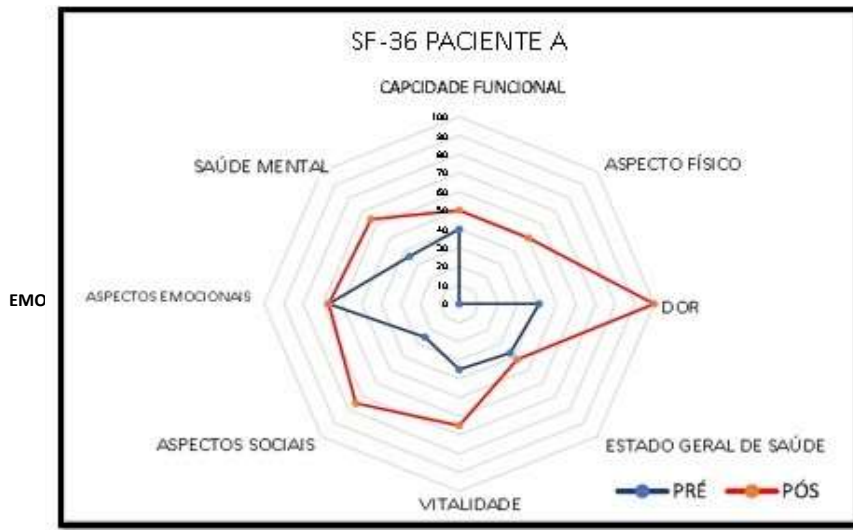 SF-36 PACIENTE A
CAPCIDADE FUNCIONAL
100
90
80
70
60
50
40
30
20
10
0
ASPECTO FÍSICO
DOR
ESTADO GERAL DE SAÚDE
VITALIDADE
ASPECTOS SOCIAIS
ASPECTOS EMOCIONAIS
EMO
SAÚDE MENTAL
PRÉ
PÓS